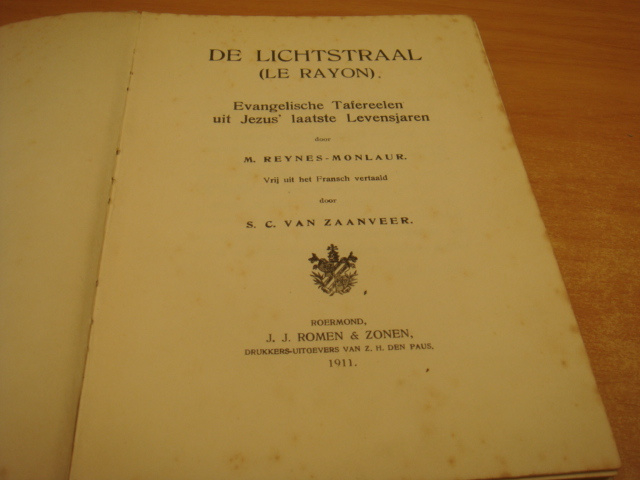 DE LICHTSTRAAL
(LE RAYON).
Evangelische Tafereelen
uit Jezus' laatste Levensjaren
door
M. REYNES-MONLAUR.
Vrij uit het Fransch vertaald
door
S. C. VAN ZAANVEER.
ROERMOND,
J. J. ROMEN & ZONEN,
DRUKKERS-UITGEVERS VAN Z. H. DEN PAUS,
1911.